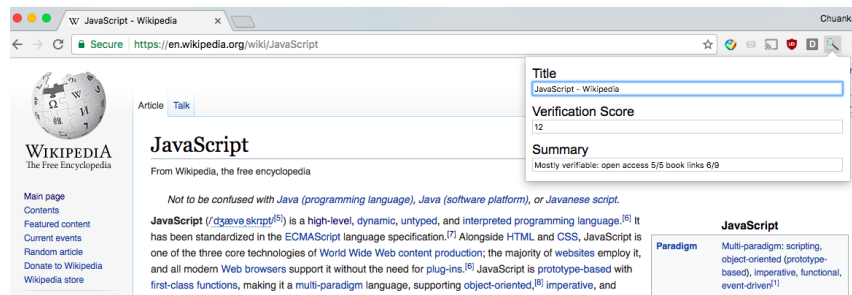 JavaScript - Wikipedia
Chuank
Secure https://en.wikipedia.org/wiki/JavaScript
Title
JavaScript - Wikipedia
Verification Score
12
Summary
Mostly verifiable: open access 5/5 book links 6/9
WIKIPEDIA
The Free Encyclopedia
Main page
Contents
Featured content
Current events
Random article
Donate to Wikipedia
Wikipedia store
Article Talk
JavaScript
From Wikipedia, the free encyclopedia
Not to be confused with Java (programming language), Java (software platform), or Javanese script.
JavaScript (/ˈdʒævəˌskrɪpt/[5]) is a high-level, dynamic, untyped, and interpreted programming language.[6] It
has been standardized in the ECMAScript language specification.[7] Alongside HTML and CSS, JavaScript is
one of the three core technologies of World Wide Web content production; the majority of websites employ it,
and all modern Web browsers support it without the need for plug-ins.[6] JavaScript is prototype-based with
first-class functions, making it a multi-paradigm language, supporting object-oriented,[8] imperative, and
JavaScript
Paradigm Multi-paradigm: scripting,
object-oriented (prototype-
based), imperative, functional,
event-driven[1]